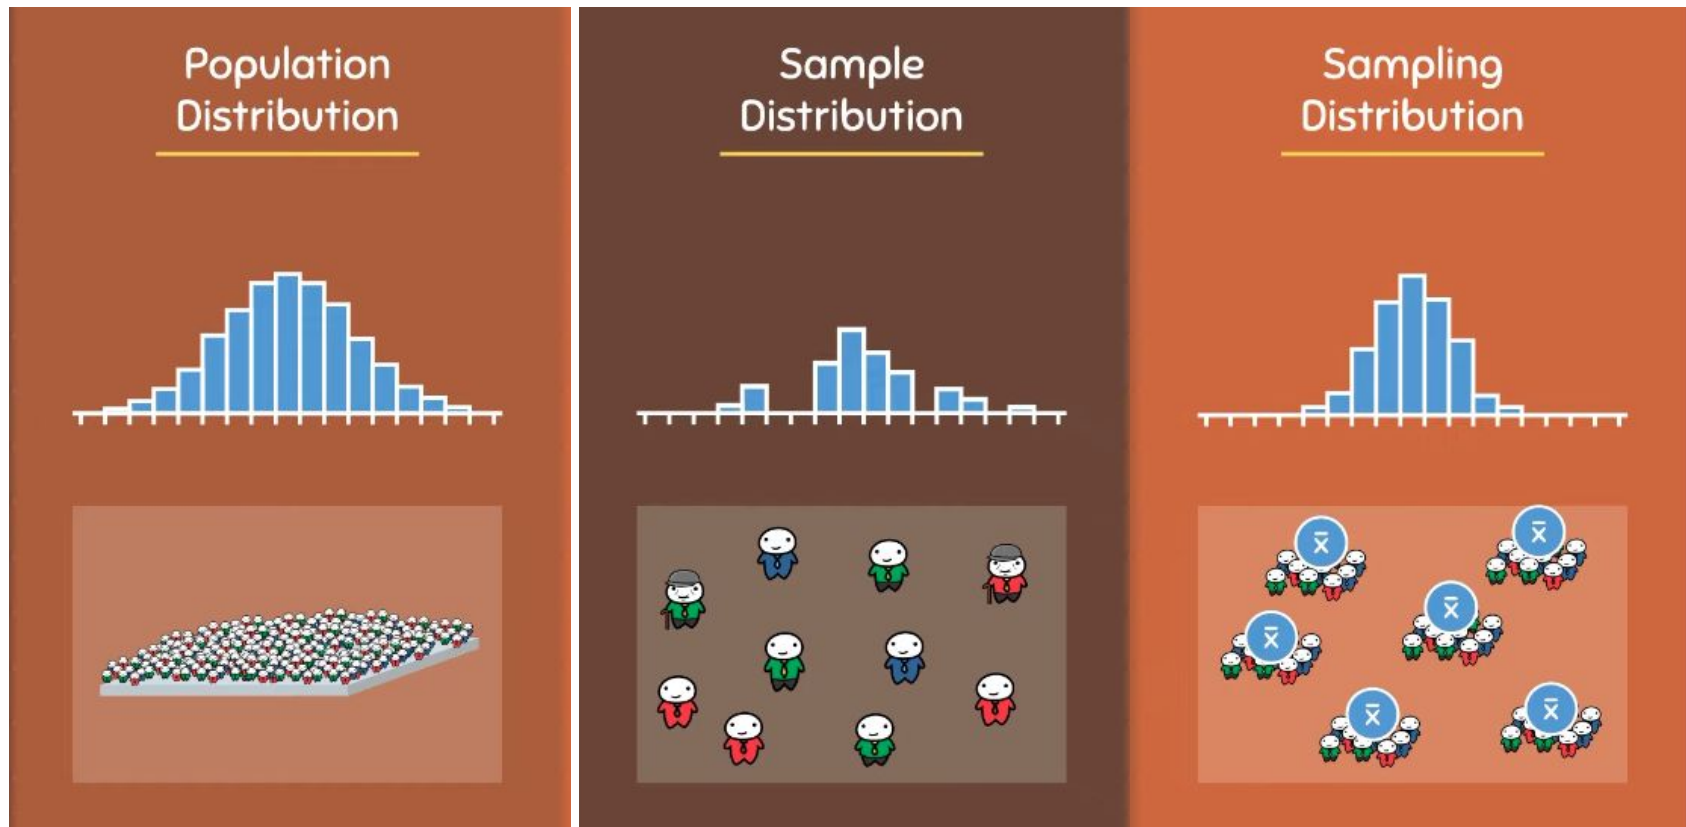 Population
Distribution
Sample
Distribution
Sampling
Distribution
x̄
x̄
x̄
x̄
x̄
x̄